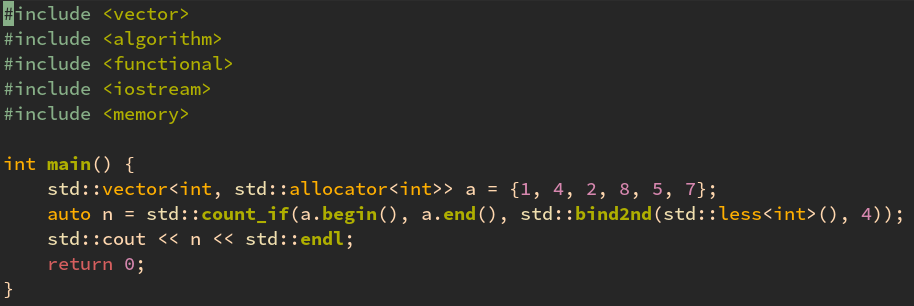 #include <vector>
#include <algorithm>
#include <functional>
#include <iostream>
#include <memory>

int main() {
    std::vector<int, std::allocator<int>> a = {1, 4, 2, 8, 5, 7};
    auto n = std::count_if(a.begin(), a.end(), std::bind2nd(std::less<int>(), 4));
    std::cout << n << std::endl;
    return 0;
}